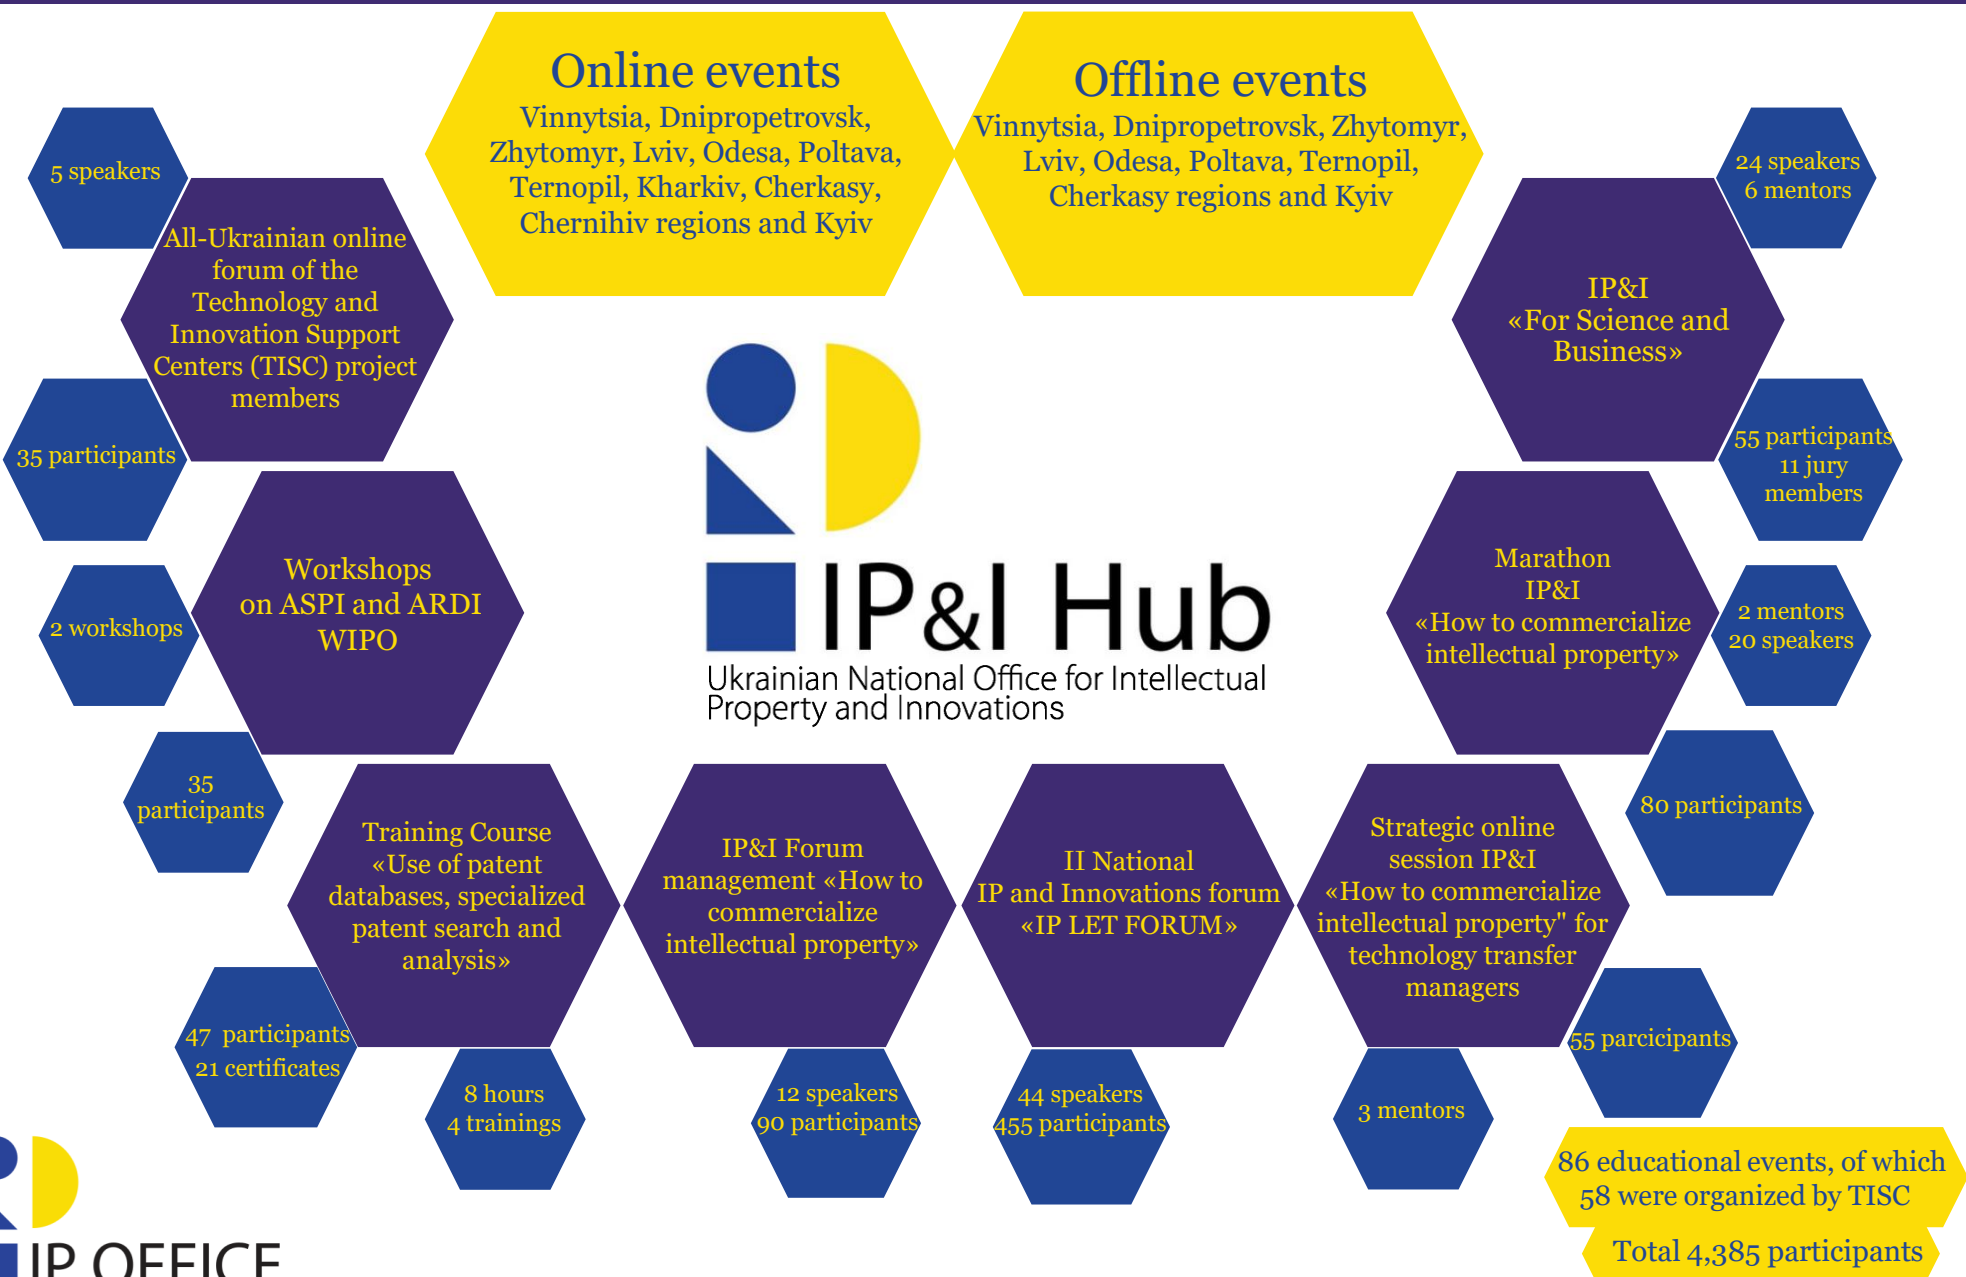 Online events
Vinnytsia, Dnipropetrovsk,
Zhytomyr, Lviv, Odesa, Poltava,
Ternopil, Kharkiv, Cherkasy,
Chernihiv regions and Kyiv
Offline events
Vinnytsia, Dnipropetrovsk, Zhytomyr,
Lviv, Odesa, Poltava, Ternopil,
Cherkasy regions and Kyiv
5 speakers
All-Ukrainian online
forum of the
Technology and
Innovation Support
Centers (TISC) project
members
35 participants
Workshops
on ASPI and ARDI
WIPO
2 workshops
35
participants
Training Course
«Use of patent
databases, specialized
patent search and
analysis»
47 participants
21 certificates
8 hours
4 trainings
IP&I Forum
management «How to
commercialize
intellectual property»
12 speakers
90 participants
II National
IP and Innovations forum
«IP LET FORUM»
44 speakers
455 participants
Strategic online
session IP&I
«How to commercialize
intellectual property" for
technology transfer
managers
3 mentors
55 parcicipants
Marathon
IP&I
«How to commercialize
intellectual property»
2 mentors
20 speakers
80 participants
IP&I
«For Science and
Business»
24 speakers
6 mentors
55 participants
11 jury
members
IP&I Hub
Ukrainian National Office for Intellectual
Property and Innovations
86 educational events, of which
58 were organized by TISC
Total 4,385 participants
IP OFFICE